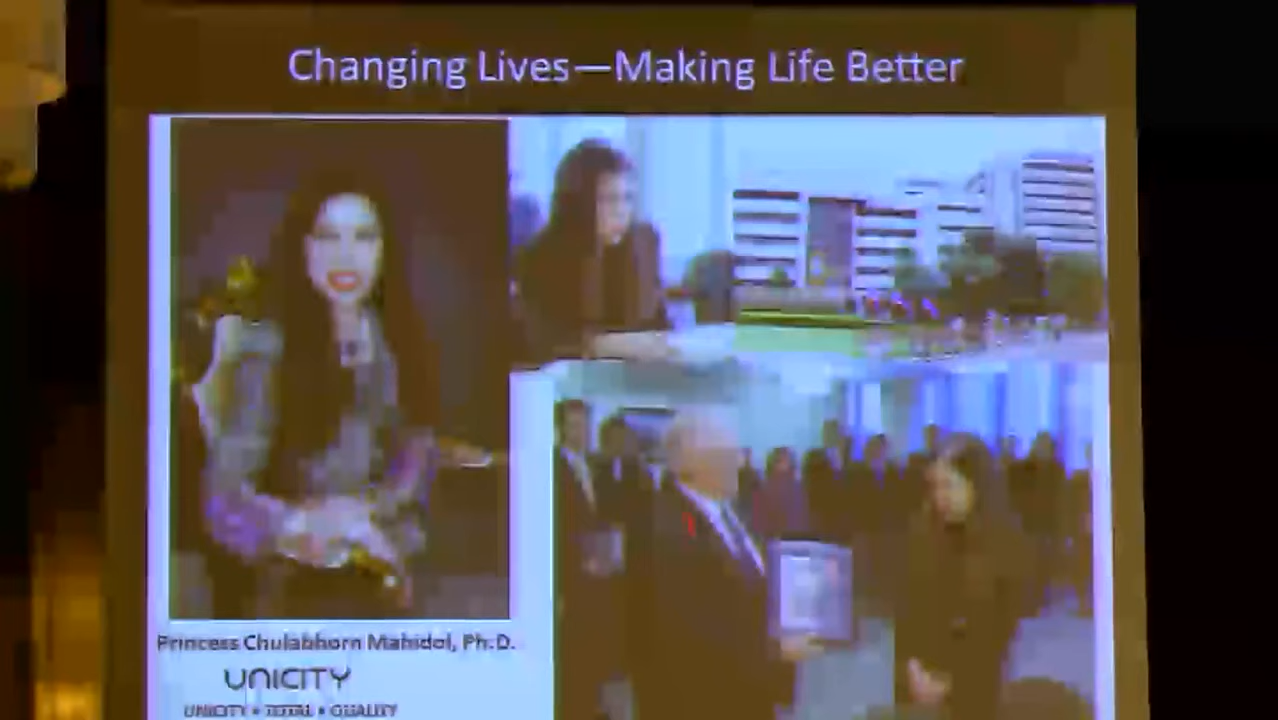 Changing Lives—Making Life Better
Princess Chulabhorn Mahidol, Ph.D.
UNICITY
UNICITY • TOTAL • QUALITY